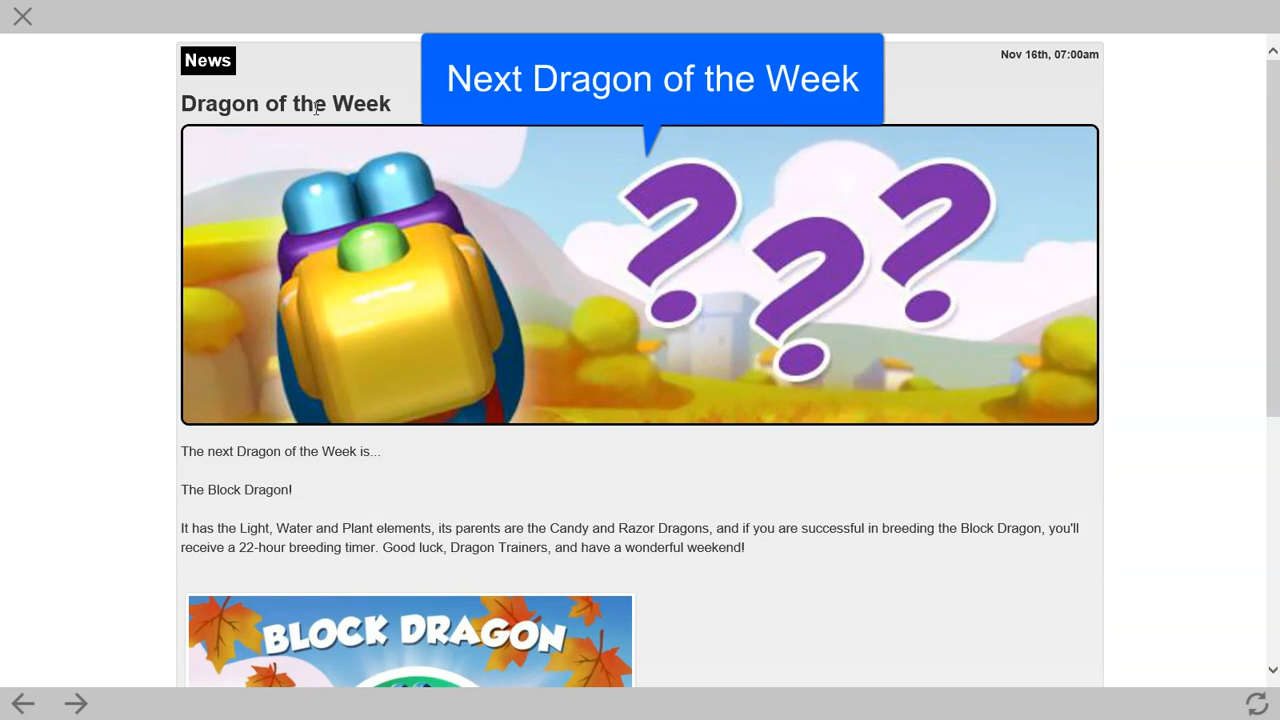 News
Nov 16th, 07:00am
Next Dragon of the Week
Dragon of the Week
? ? ?
The next Dragon of the Week is...
The Block Dragon!
It has the Light, Water and Plant elements, its parents are the Candy and Razor Dragons, and if you are successful in breeding the Block Dragon, you'll
receive a 22-hour breeding timer. Good luck, Dragon Trainers, and have a wonderful weekend!
BLOCK DRAGON